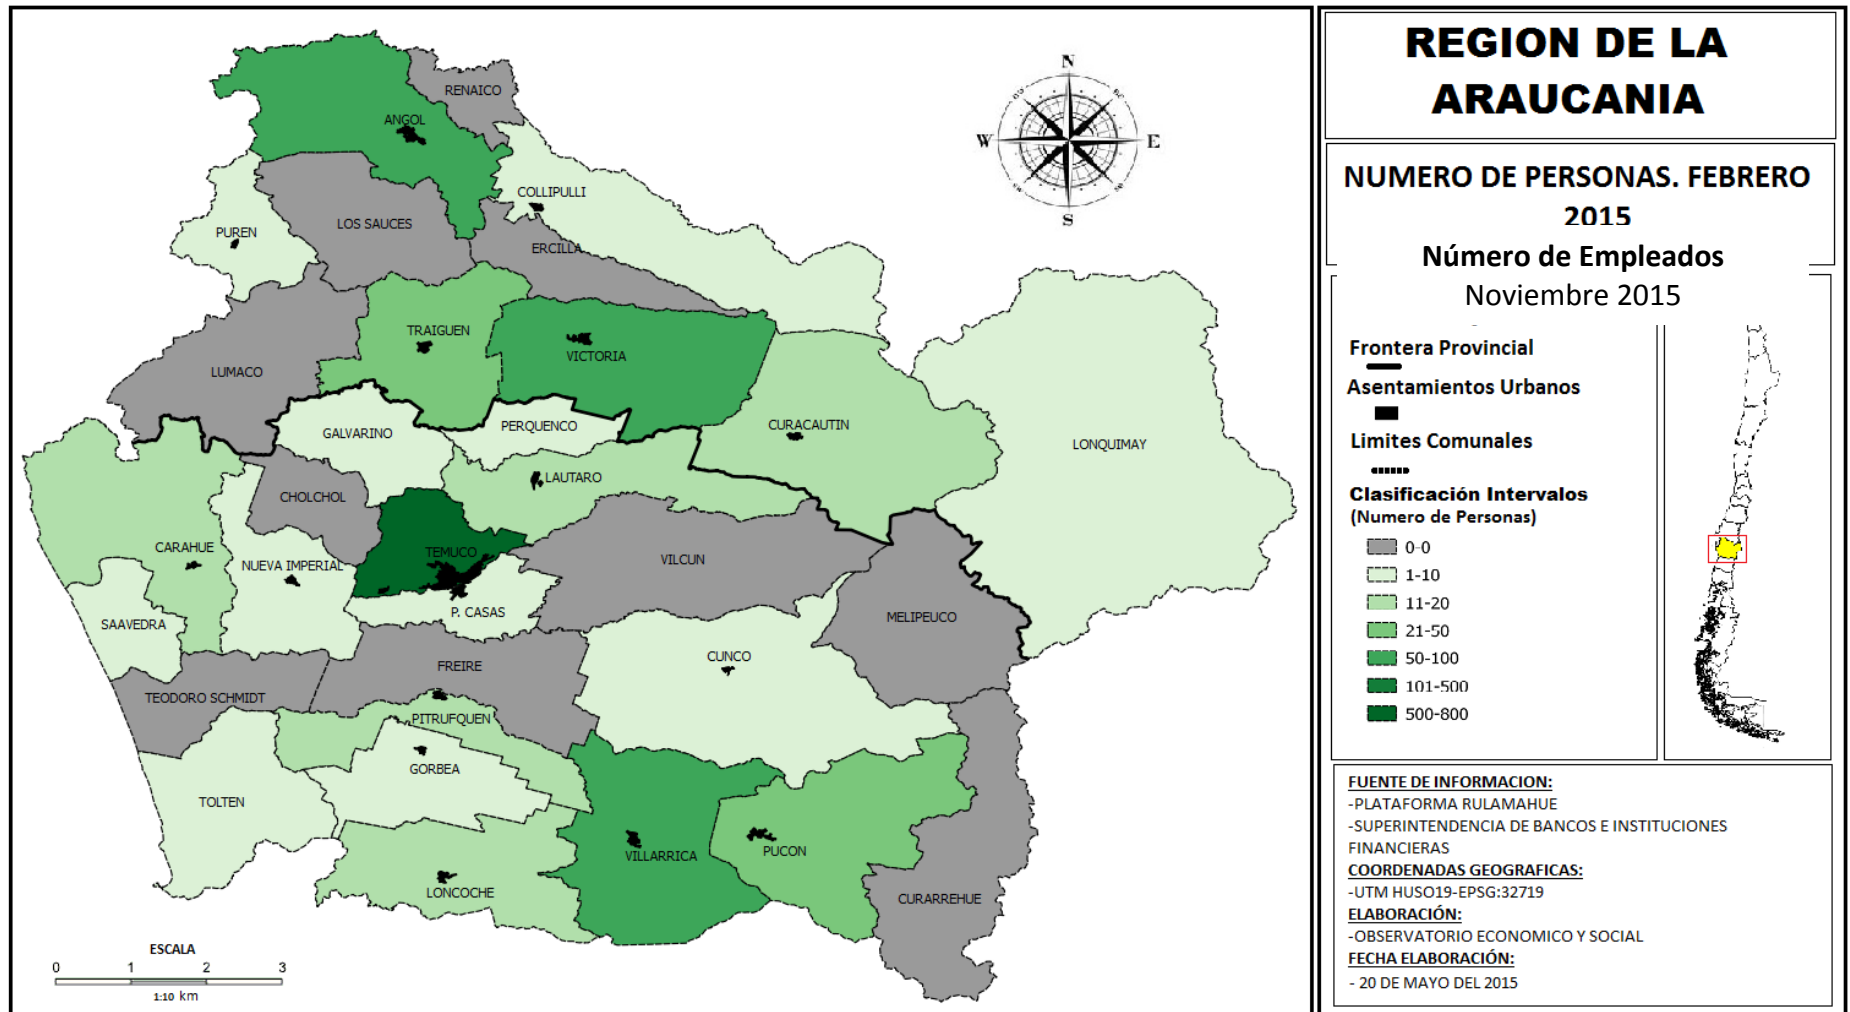 REGION DE LA
ARAUCANIA
NUMERO DE PERSONAS. FEBRERO
2015
Número de Empleados
Noviembre 2015
Frontera Provincial
Asentamientos Urbanos
Limites Comunales
Clasificación Intervalos
(Numero de Personas)
0-0
1-10
11-20
21-50
50-100
101-500
500-800
FUENTE DE INFORMACION:
-PLATAFORMA RULAMAHUE
-SUPERINTENDENCIA DE BANCOS E INSTITUCIONES
FINANCIERAS
COORDENADAS GEOGRAFICAS:
-UTM HUSO19-EPSG:32719
ELABORACIÓN:
-OBSERVATORIO ECONOMICO Y SOCIAL
FECHA ELABORACIÓN:
- 20 DE MAYO DEL 2015
N
W
E
S
RENAICO
ANGOL
COLLIPULLI
LOS SAUCES
PUREN
ERCILLA
TRAIGUEN
VICTORIA
LUMACO
CURACAUTIN
PERQUENCO
GALVARINO
LONQUIMAY
LAUTARO
CHOLCHOL
CARAHUE
TEMUCO
VILCUN
NUEVA IMPERIAL
P. CASAS
MELIPEUCO
SAAVEDRA
CUNCO
FREIRE
TEODORO SCHMIDT
PITRUFQUEN
GORBEA
TOLTEN
PUCON
VILLARRICA
LONCOCHE
CURARREHUE
ESCALA
0 1 2 3
1:10 km